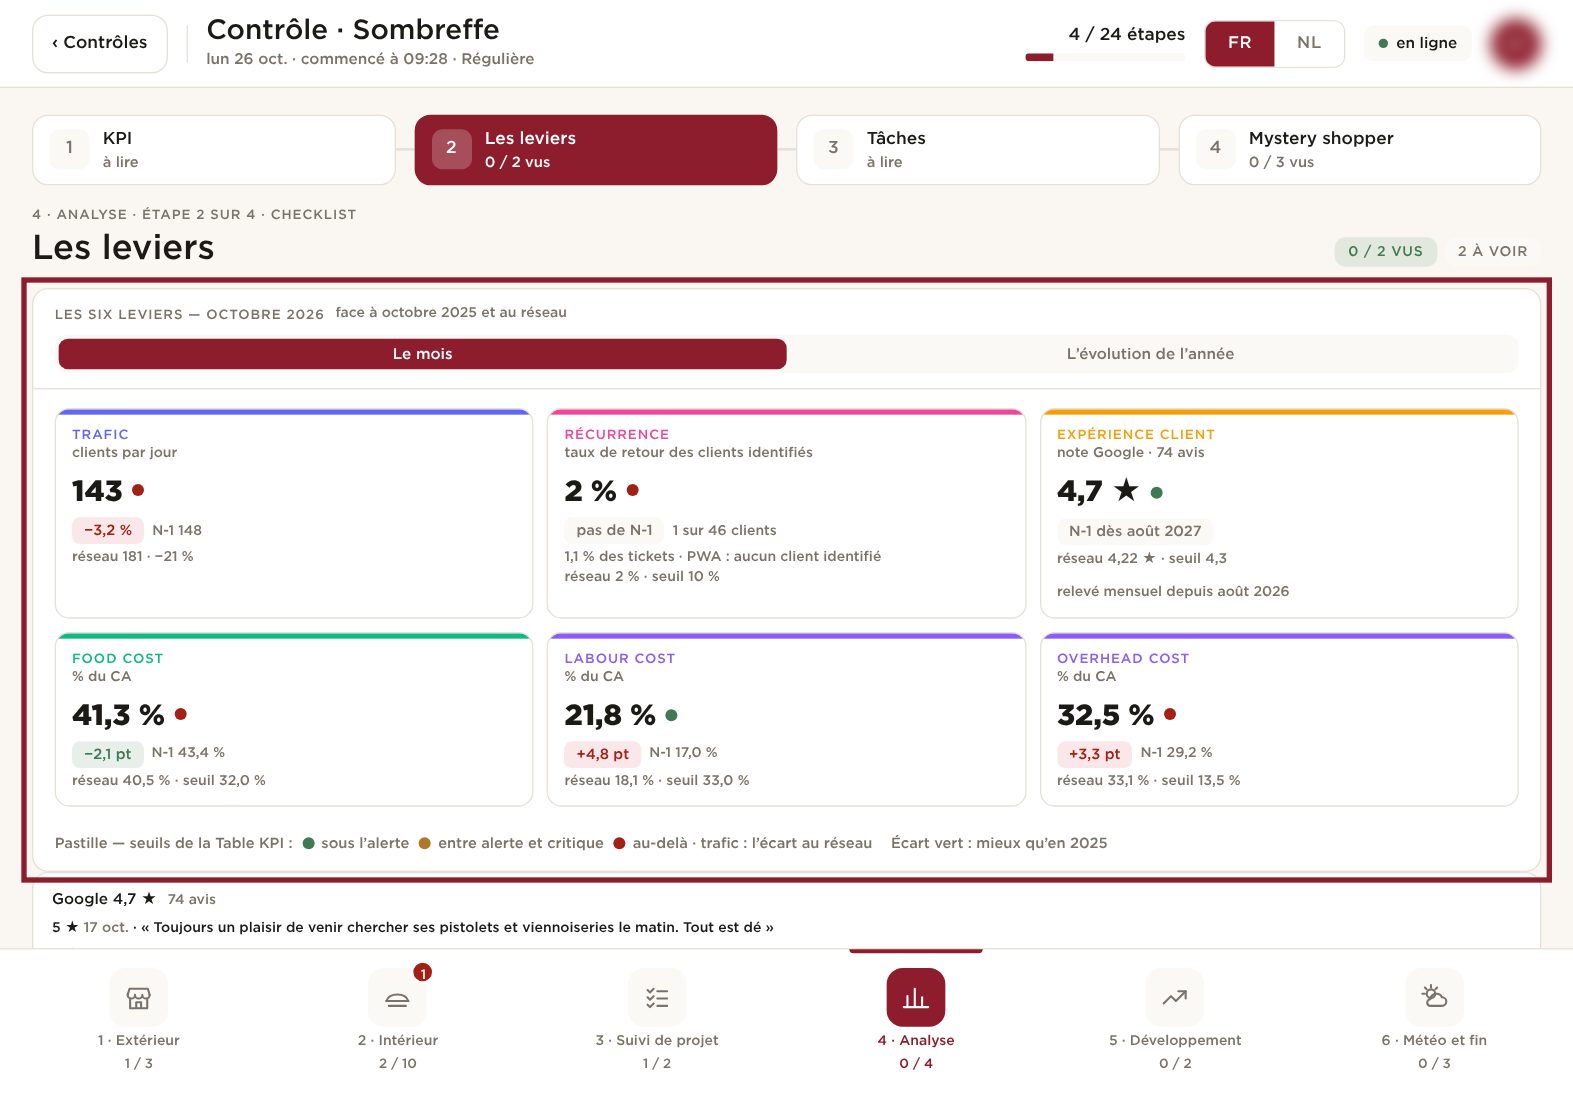 ‹ Contrôles
Contrôle · Sombreffe
lun 26 oct. · commencé à 09:28 · Régulière
4 / 24 étapes
FR
NL
en ligne
1
KPI
à lire
2
Les leviers
0 / 2 vus
3
Tâches
à lire
4
Mystery shopper
0 / 3 vus
4 · ANALYSE · ÉTAPE 2 SUR 4 · CHECKLIST
Les leviers
0 / 2 VUS
2 À VOIR
LES SIX LEVIERS — OCTOBRE 2026 face à octobre 2025 et au réseau
Le mois
L'évolution de l'année
TRAFIC
clients par jour
143
−3,2 % N-1 148
réseau 181 · −21 %
RÉCURRENCE
taux de retour des clients identifiés
2 %
pas de N-1 1 sur 46 clients
1,1 % des tickets · PWA : aucun client identifié
réseau 2 % · seuil 10 %
EXPÉRIENCE CLIENT
note Google · 74 avis
4,7 ★
N-1 dès août 2027
réseau 4,22 ★ · seuil 4,3
relevé mensuel depuis août 2026
FOOD COST
% du CA
41,3 %
−2,1 pt N-1 43,4 %
réseau 40,5 % · seuil 32,0 %
LABOUR COST
% du CA
21,8 %
+4,8 pt N-1 17,0 %
réseau 18,1 % · seuil 33,0 %
OVERHEAD COST
% du CA
32,5 %
+3,3 pt N-1 29,2 %
réseau 33,1 % · seuil 13,5 %
Pastille — seuils de la Table KPI : sous l'alerte entre alerte et critique au-delà · trafic : l'écart au réseau Écart vert : mieux qu'en 2025
Google 4,7 ★ 74 avis
5 ★ 17 oct. · « Toujours un plaisir de venir chercher ses pistolets et viennoiseries le matin. Tout est dé »
1 · Extérieur
1 / 3
1
2 · Intérieur
2 / 10
3 · Suivi de projet
1 / 2
4 · Analyse
0 / 4
5 · Développement
0 / 2
6 · Météo et fin
0 / 3